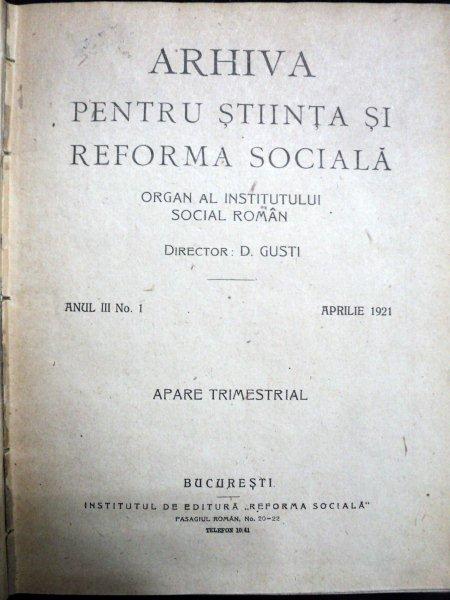 ARHIVA
PENTRU ȘTIINȚA ȘI
REFORMA SOCIALĂ
ORGAN AL INSTITUTULUI
SOCIAL ROMÂN
DIRECTOR: D. GUSTI
ANUL III No. 1
APRILIE 1921
APARE TRIMESTRIAL
BUCUREȘTI
INSTITUTUL DE EDITURĂ „REFORMA SOCIALĂ"
PASAGIUL ROMÂN, No. 20-22
TELEFON 10/41